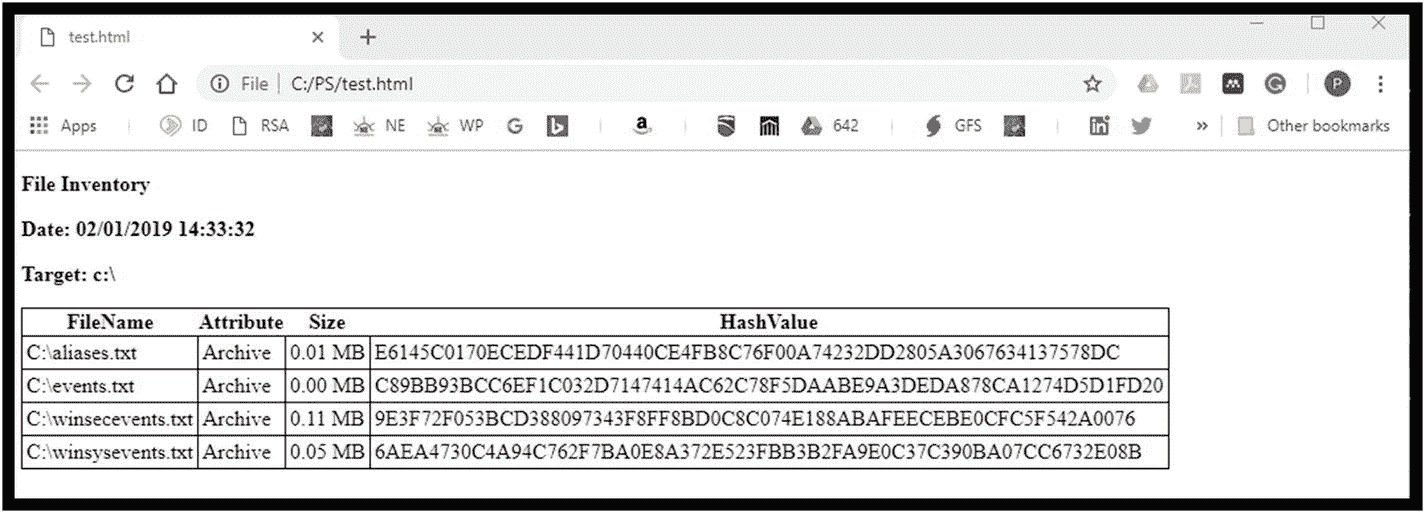 test.html
File C:/PS/test.html
P
Apps ID RSA NE WP G 642 GFS in » Other bookmarks
File Inventory
Date: 02/01/2019 14:33:32
Target: c:\
FileName Attribute Size HashValue
C:\aliases.txt Archive 0.01 MB E6145C0170ECEDF441D70440CE4FB8C76F00A74232DD2805A3067634137578DC
C:\events.txt Archive 0.00 MB C89BB93BCC6EF1C032D7147414AC62C78F5DAABE9A3DEDA878CA1274D5D1FD20
C:\winsecevents.txt Archive 0.11 MB 9E3F72F053BCD388097343F8FF8BD0C8C074E188ABAFEECEBE0CFC5F542A0076
C:\winsysevents.txt Archive 0.05 MB 6AEA4730C4A94C762F7BA0E8A372E523FBB3B2FA9E0C37C390BA07CC6732E08B